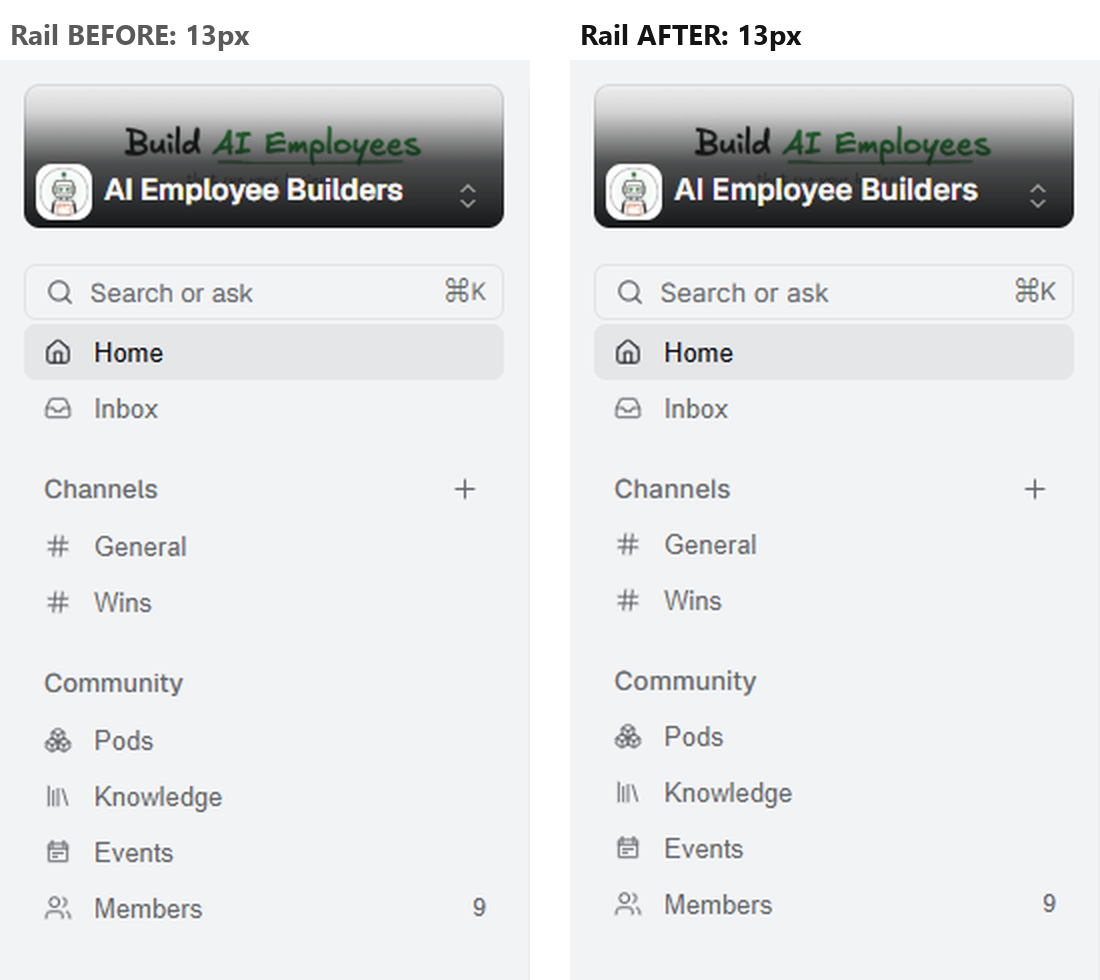 Rail BEFORE: 13px
Build AI Employees
AI Employee Builders
Search or ask ⌘K
Home
Inbox
Channels +
# General
# Wins
Community
Pods
Knowledge
Events
Members 9
Rail AFTER: 13px
Build AI Employees
AI Employee Builders
Search or ask ⌘K
Home
Inbox
Channels +
# General
# Wins
Community
Pods
Knowledge
Events
Members 9